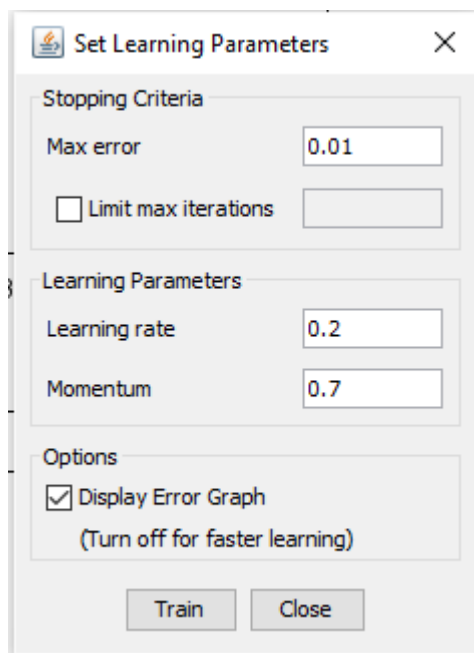 Set Learning Parameters
Stopping Criteria
Max error 0.01
Limit max iterations
Learning Parameters
Learning rate 0.2
Momentum 0.7
Options
Display Error Graph
(Turn off for faster learning)
Train Close